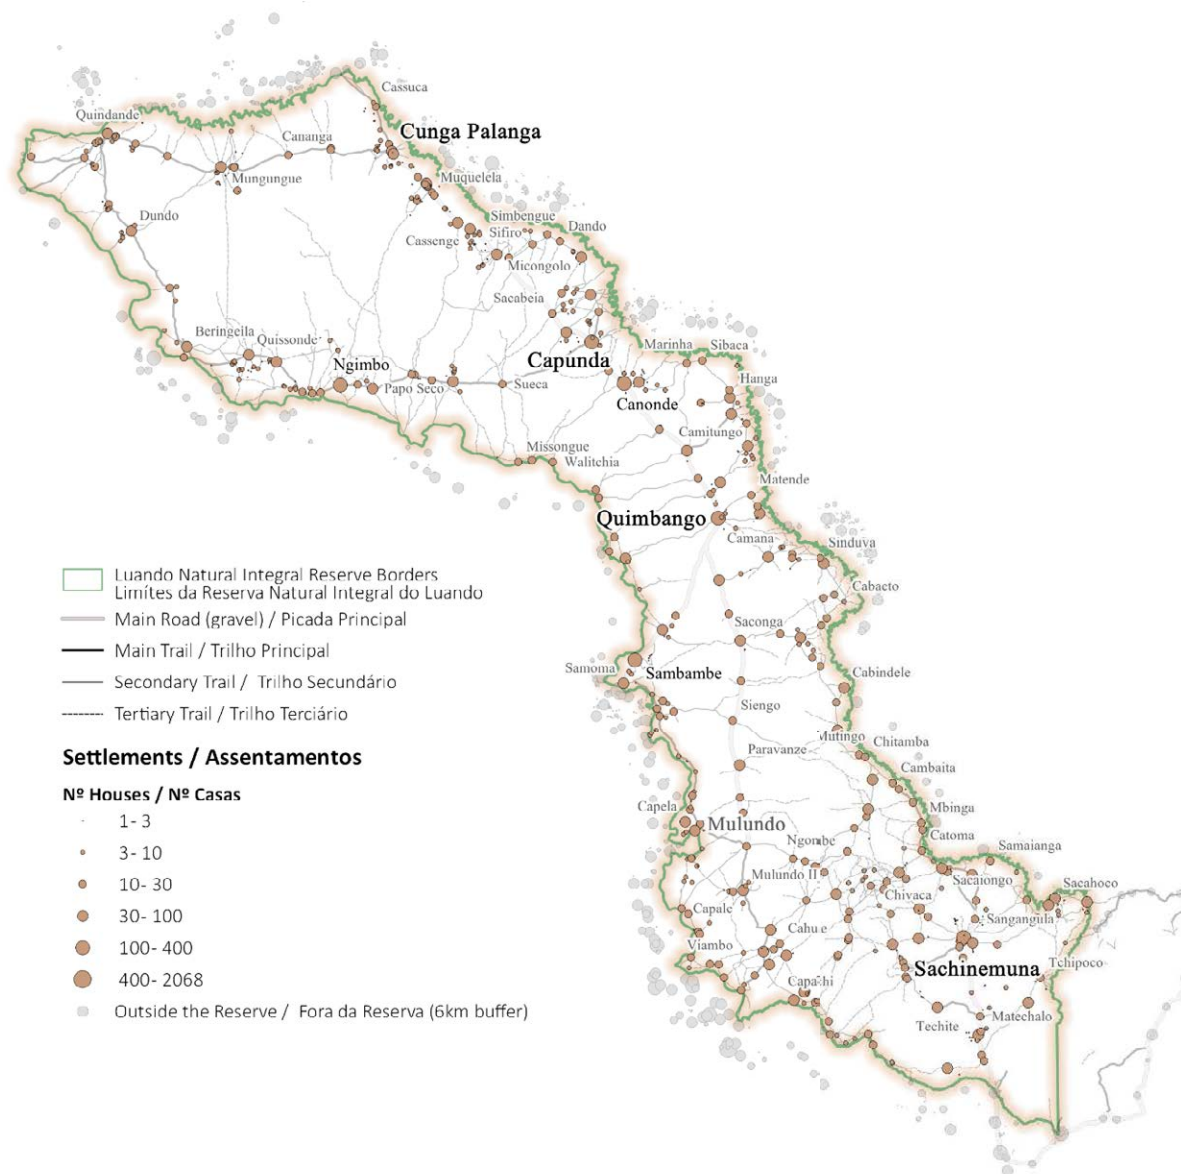 Cassuca
Quindande
Cunga Palanga
Cananga
Mungungue
Muquelela
Dundo
Simbengue
Cassenge
Sifiro
Dando
Micongolo
Sacabeia
Beringeila
Quissonde
Ngimbo
Capunda
Marinha
Sibaca
Papo Seco
Sueca
Hanga
Canonde
Camitungo
Missongue
Walitchia
Matende
Quimbango
Camana
Sinduva
Cabacto
Saconga
Samoma
Sambambe
Cabindele
Siengo
Mutingo
Chitamba
Paravanze
Cambaita
Capela
Mbinga
Mulundo
Catoma
Ngombe
Samaianga
Mulundo II
Sacaiongo
Sacahoco
Chivaca
Capale
Sangangula
Cahu e
Viambo
Sachinemuna
Tchipoco
Capa hi
Matechalo
Techite
Luando Natural Integral Reserve Borders
Limítes da Reserva Natural Integral do Luando
Main Road (gravel) / Picada Principal
Main Trail / Trilho Principal
Secondary Trail / Trilho Secundário
Tertiary Trail / Trilho Terciário
Settlements / Assentamentos
Nº Houses / Nº Casas
1- 3
3- 10
10- 30
30- 100
100- 400
400- 2068
Outside the Reserve / Fora da Reserva (6km buffer)